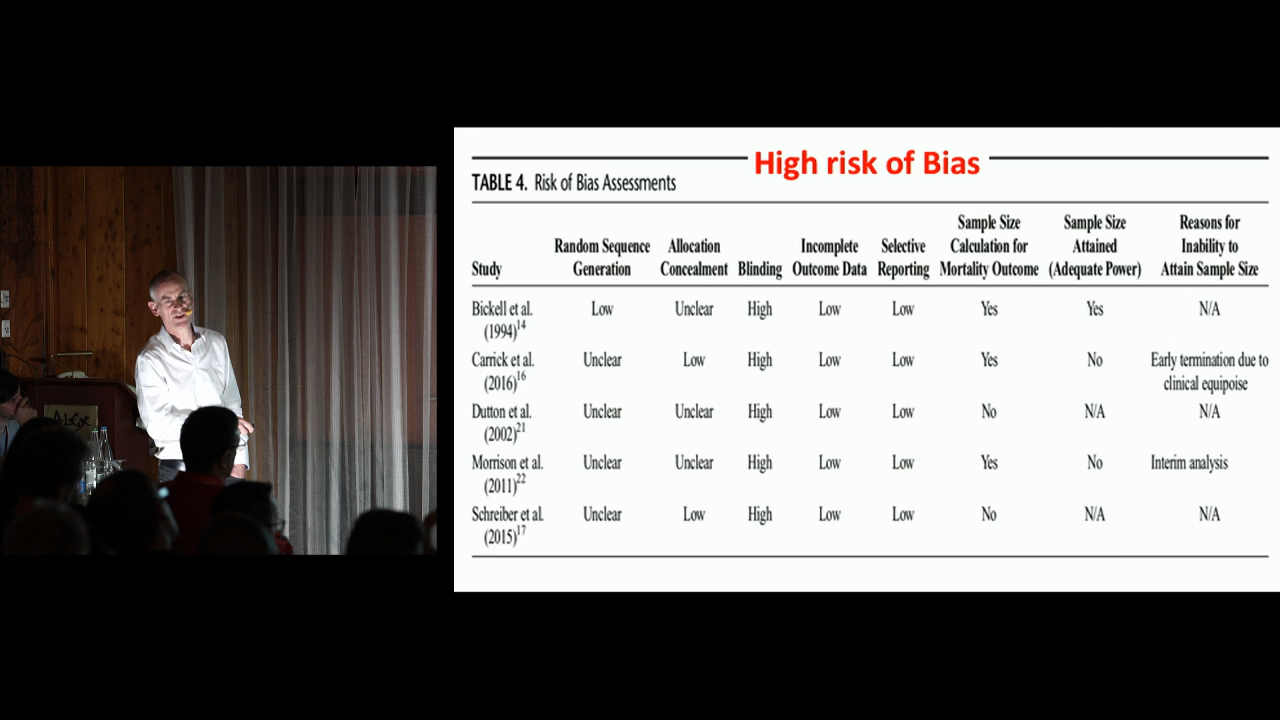 High risk of Bias
TABLE 4. Risk of Bias Assessments
Sample Size Sample Size Reasons for
Random Sequence Allocation Incomplete Selective Calculation for Attained Inability to
Study Generation Concealment Blinding Outcome Data Reporting Mortality Outcome (Adequate Power) Attain Sample Size
Bickell et al. Low Unclear High Low Low Yes Yes N/A
(1994)14
Carrick et al. Unclear Low High Low Low Yes No Early termination due to
(2016)16 clinical equipoise
Dutton et al. Unclear Unclear High Low Low No N/A N/A
(2002)21
Morrison et al. Unclear Unclear High Low Low Yes No Interim analysis
(2011)22
Schreiber et al. Unclear Low High Low Low No N/A N/A
(2015)17